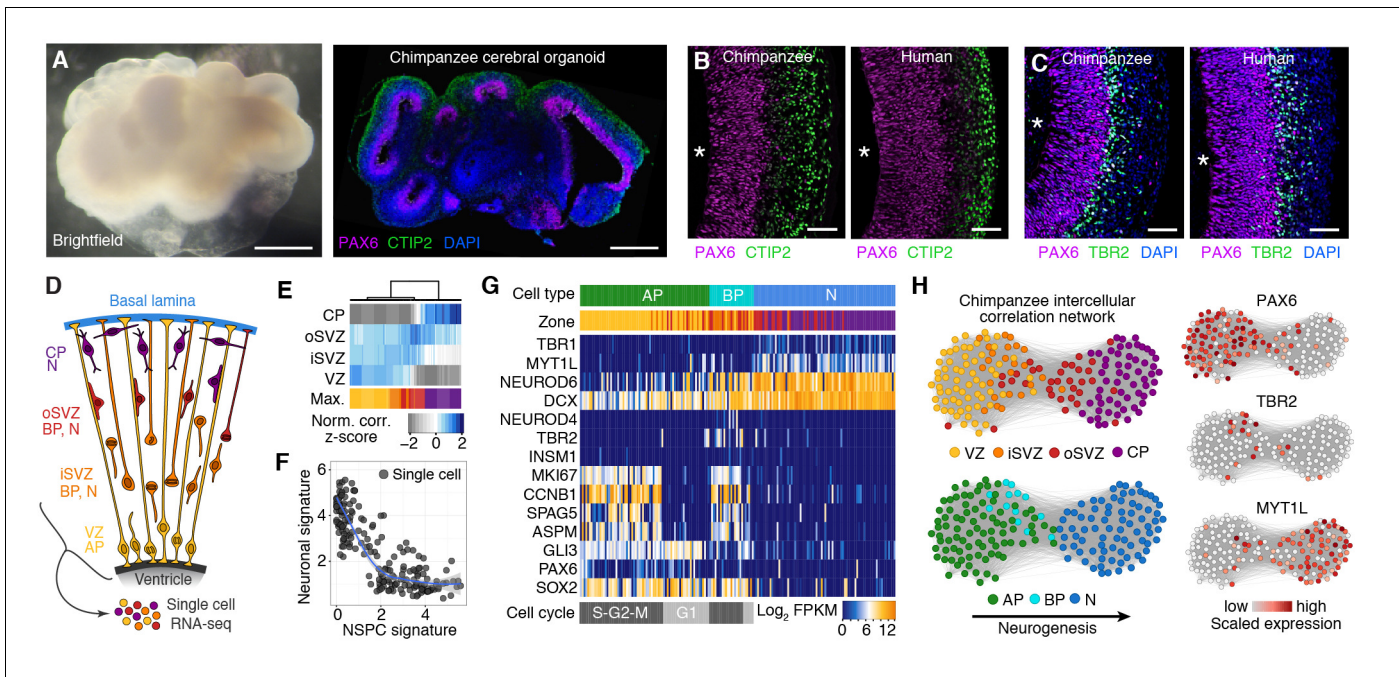 A
Brightfield
Chimpanzee cerebral organoid
PAX6 CTIP2 DAPI
B
Chimpanzee
*
PAX6 CTIP2
Human
*
PAX6 CTIP2
C
Chimpanzee
*
PAX6 TBR2 DAPI
Human
*
PAX6 TBR2 DAPI
D
Basal lamina
CP
N
oSVZ
BP, N
iSVZ
BP, N
VZ
AP
Ventricle
Single cell
RNA-seq
E
CP
oSVZ
iSVZ
VZ
Max.
Norm. corr.
z-score
−2 0 2
F
Single cell
Neuronal signature
6
4
2
0 2 4
NSPC signature
G
Cell type AP BP N
Zone
TBR1
MYT1L
NEUROD6
DCX
NEUROD4
TBR2
INSM1
MKI67
CCNB1
SPAG5
ASPM
GLI3
PAX6
SOX2
Cell cycle S-G2-M G1
Log2 FPKM
0 6 12
H
Chimpanzee intercellular
correlation network
VZ iSVZ oSVZ CP
AP BP N
Neurogenesis
PAX6
TBR2
MYT1L
low high
Scaled expression